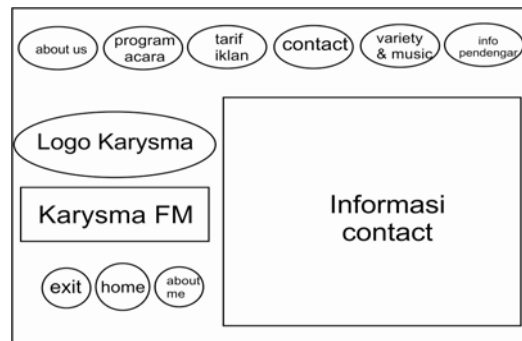 about us
program
acara
tarif
iklan
contact
variety
& music
info
pendengar
Logo Karysma
Karysma FM
exit
home
about
me
Informasi
contact